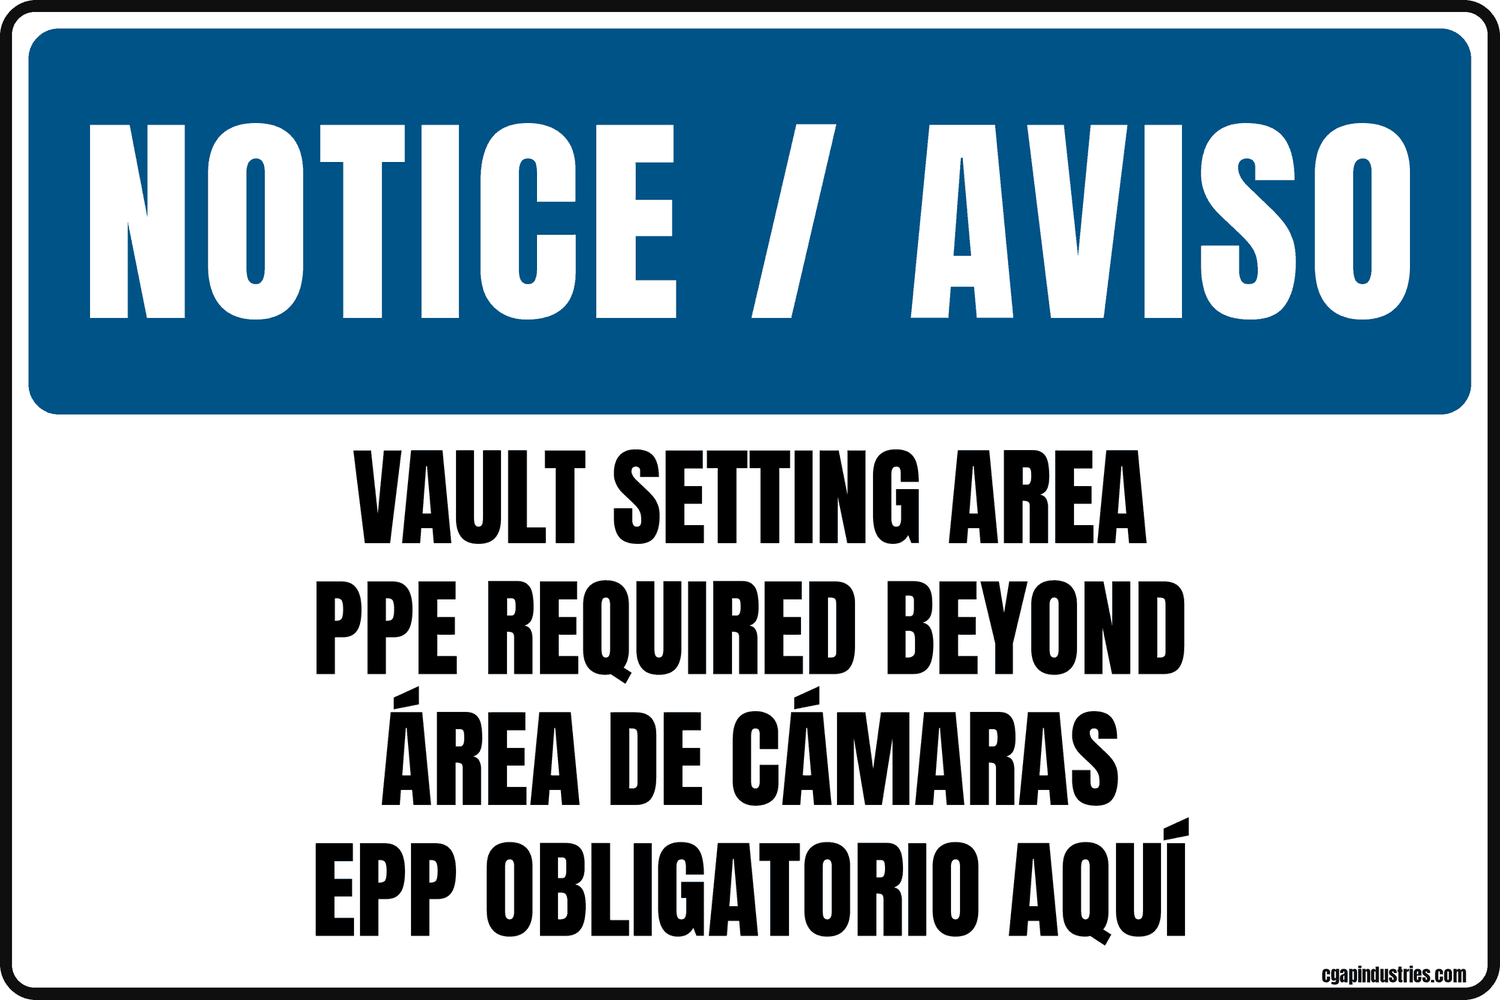 NOTICE / AVISO
VAULT SETTING AREA
PPE REQUIRED BEYOND
ÁREA DE CÁMARAS
EPP OBLIGATORIO AQUÍ
cgapindustries.com